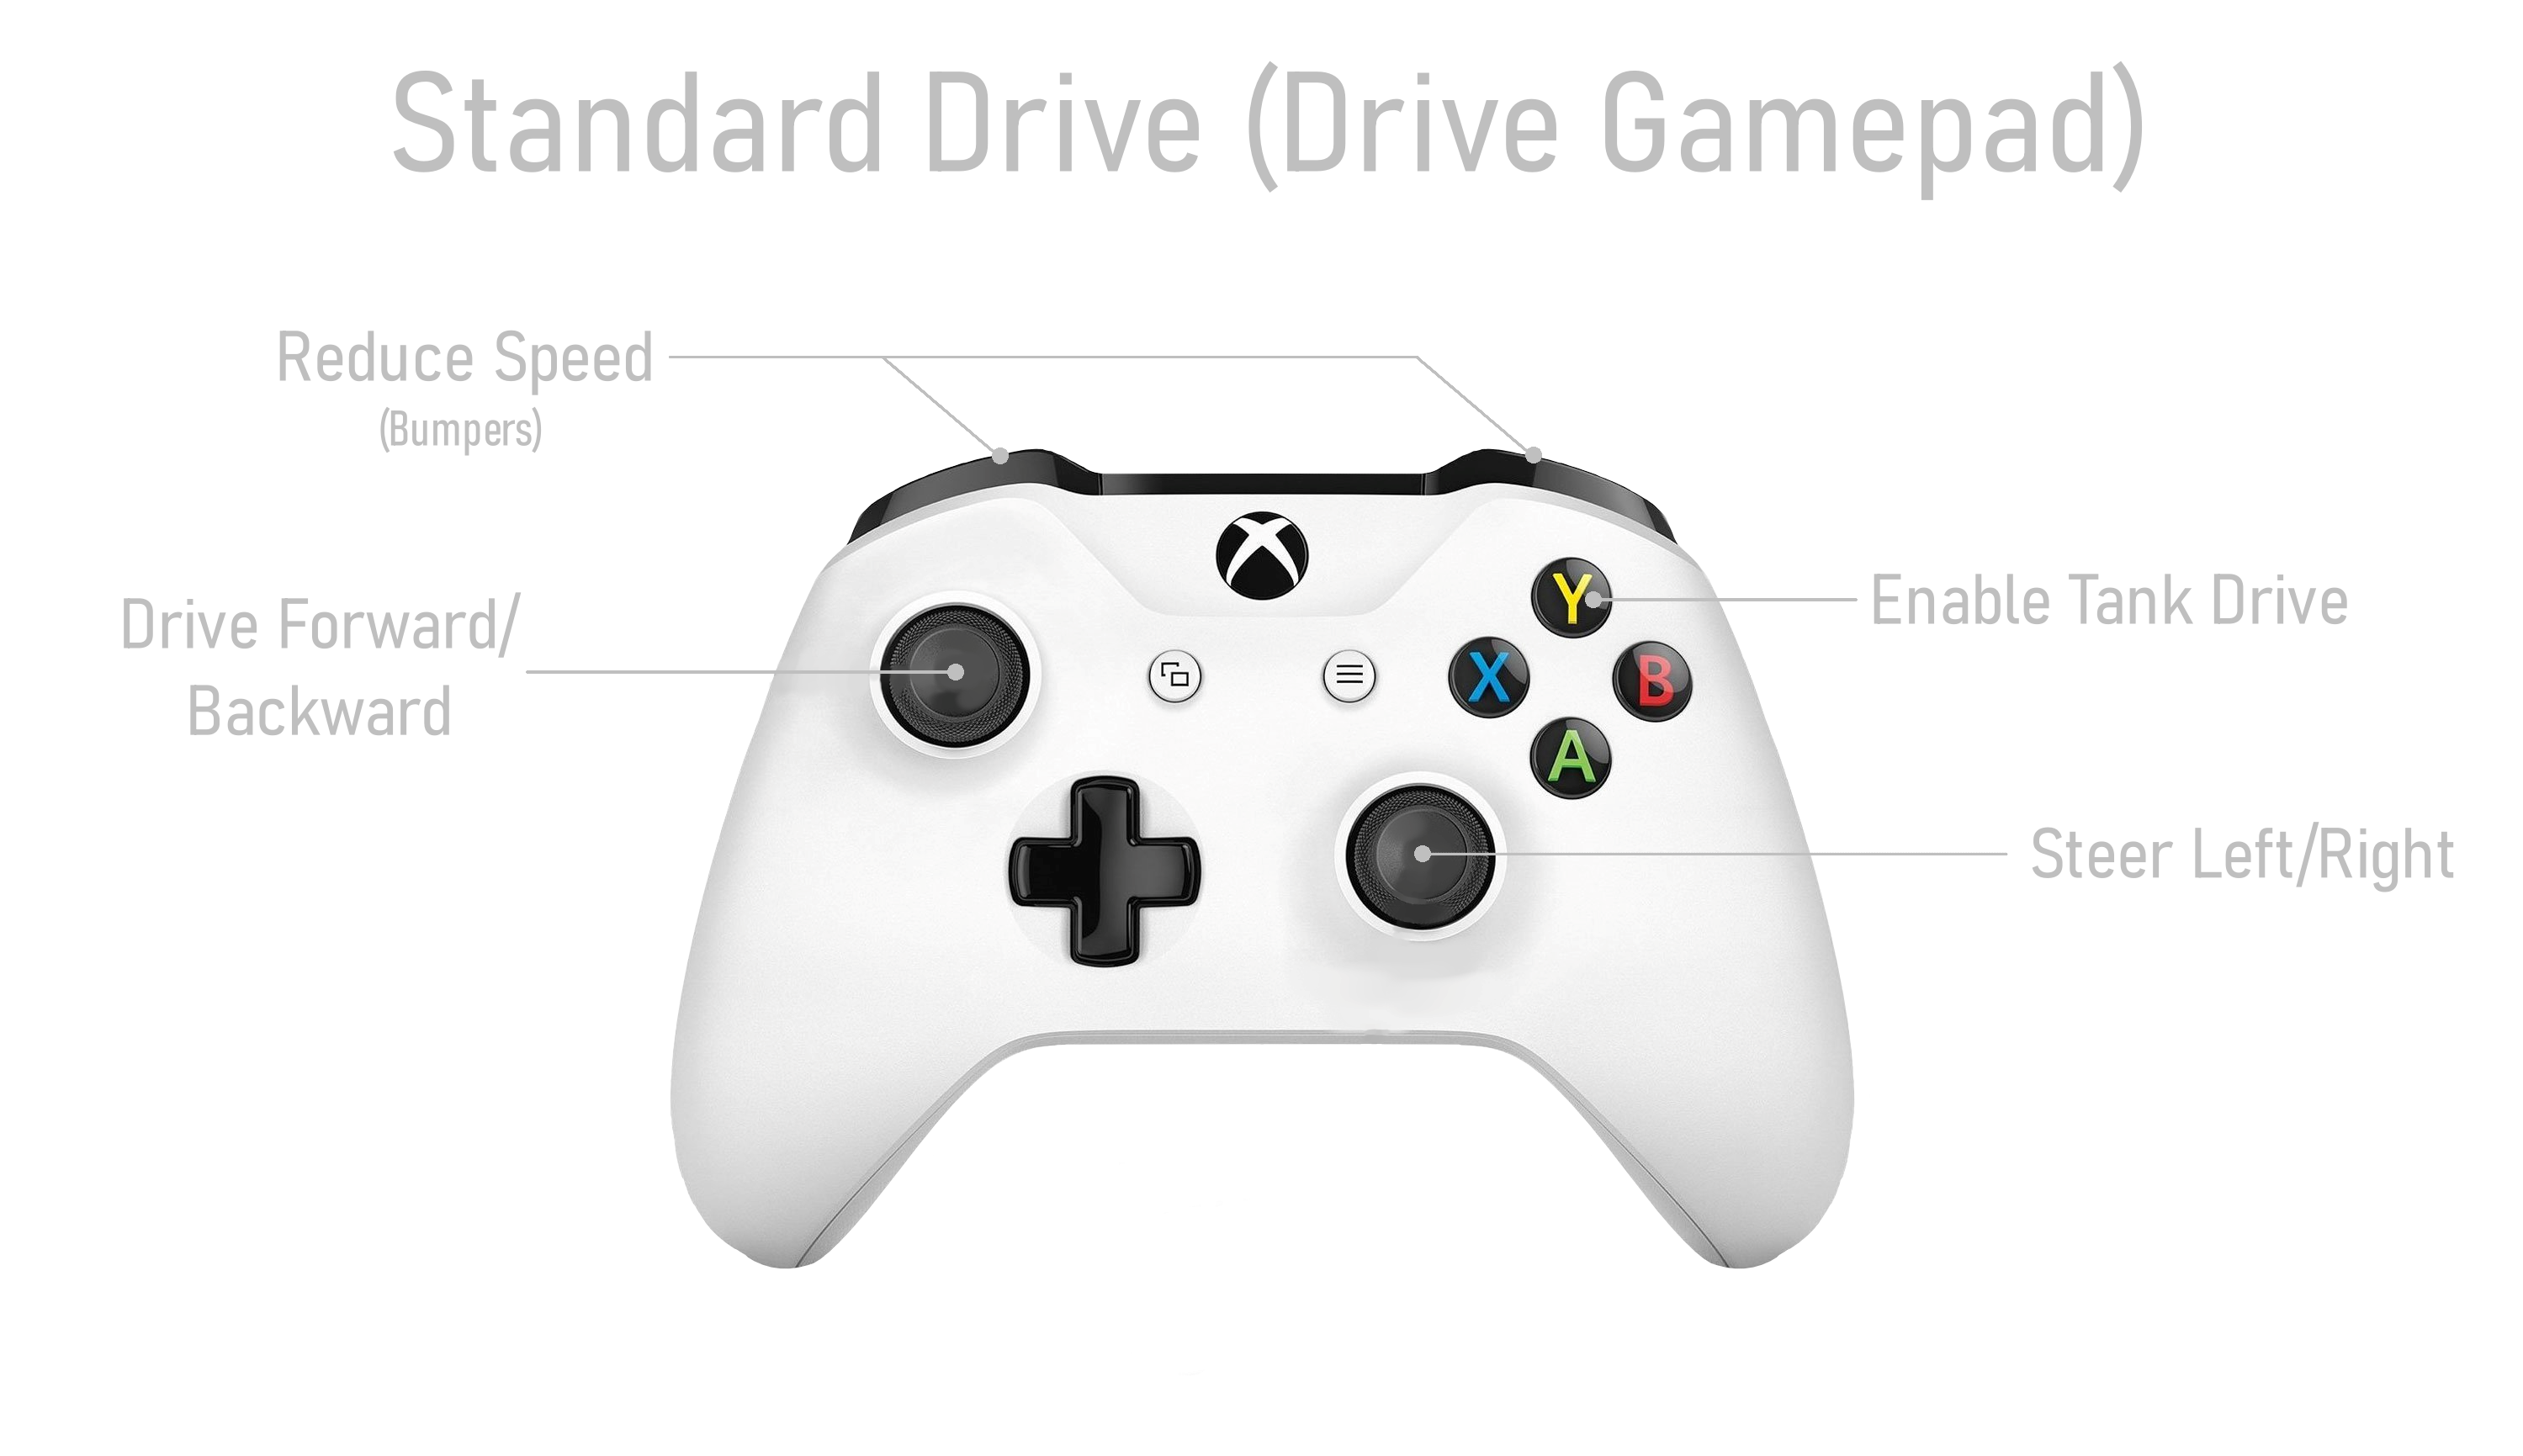 Standard Drive (Drive Gamepad)
Reduce Speed
(Bumpers)
Drive Forward/
Backward
Y
Enable Tank Drive
X
B
A
Steer Left/Right